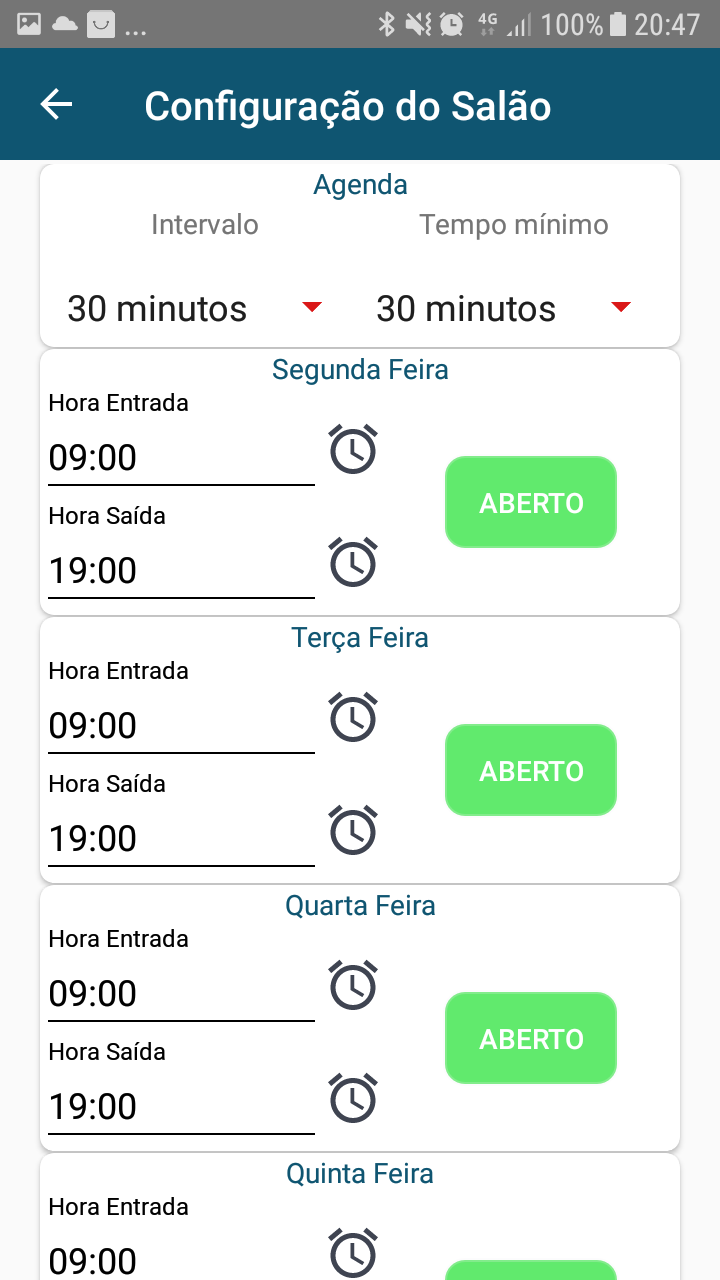 ... 4G 100% 20:47
Configuração do Salão
Agenda
Intervalo Tempo mínimo
30 minutos 30 minutos
Segunda Feira
Hora Entrada
09:00
ABERTO
Hora Saída
19:00
Terça Feira
Hora Entrada
09:00
ABERTO
Hora Saída
19:00
Quarta Feira
Hora Entrada
09:00
ABERTO
Hora Saída
19:00
Quinta Feira
Hora Entrada
09:00